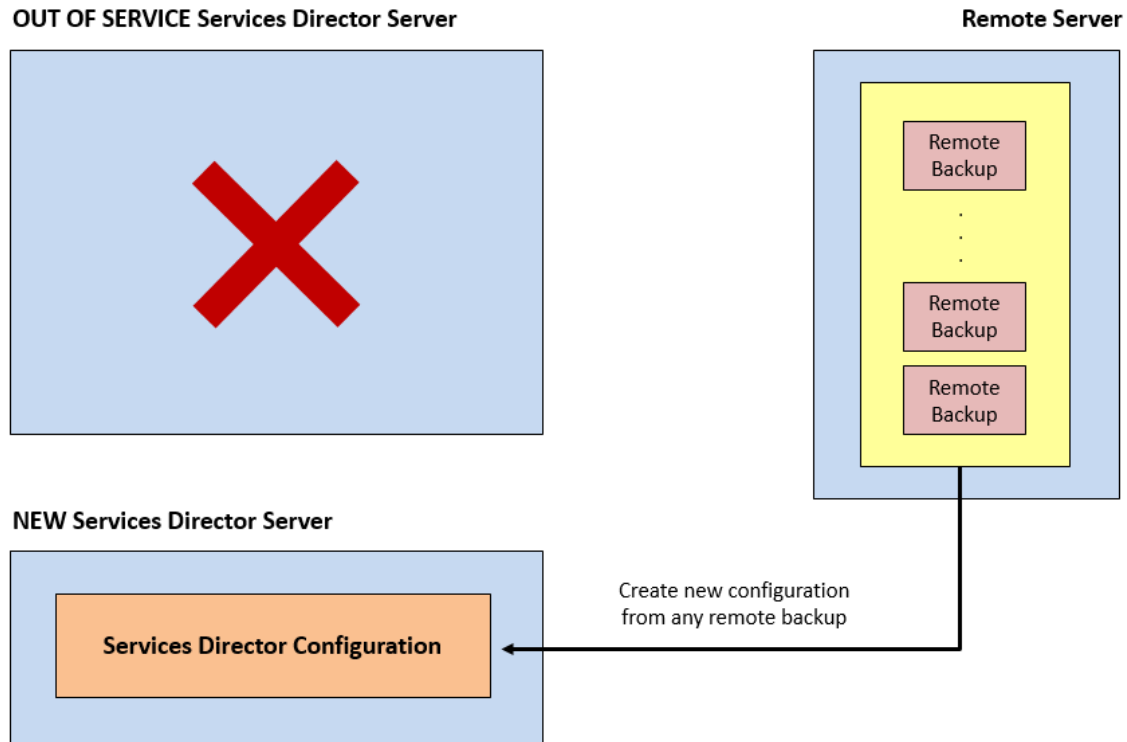 OUT OF SERVICE Services Director Server
Remote Server
Remote
Backup
.
.
.
Remote
Backup
Remote
Backup
NEW Services Director Server
Create new configuration
from any remote backup
Services Director Configuration